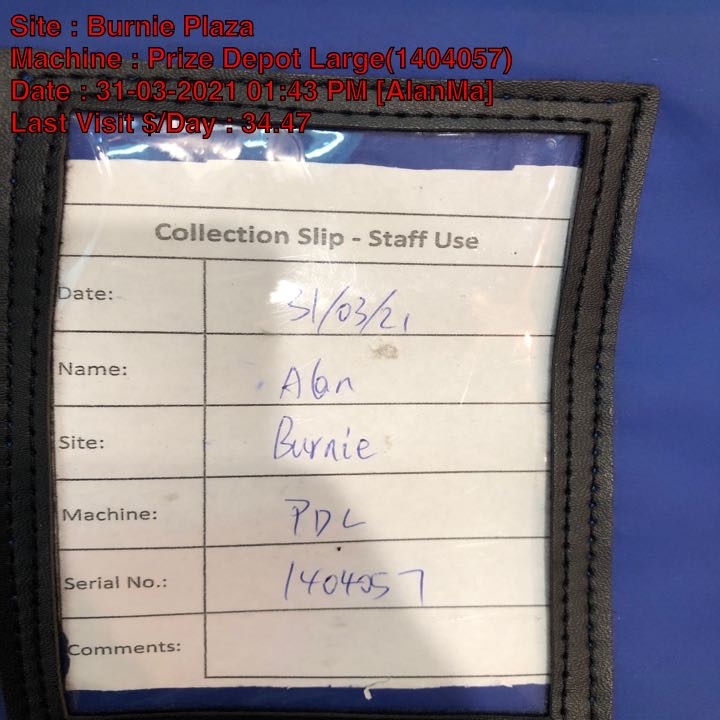 Site : Burnie Plaza
Machine : Prize Depot Large(1404057)
Date : 31-03-2021 01:43 PM [AlanMa]
Last Visit $/Day : 34.47
Collection Slip - Staff Use
Date: 31/03/21
Name: Alan
Site: Burnie
Machine: PDL
Serial No.: 1404057
Comments: